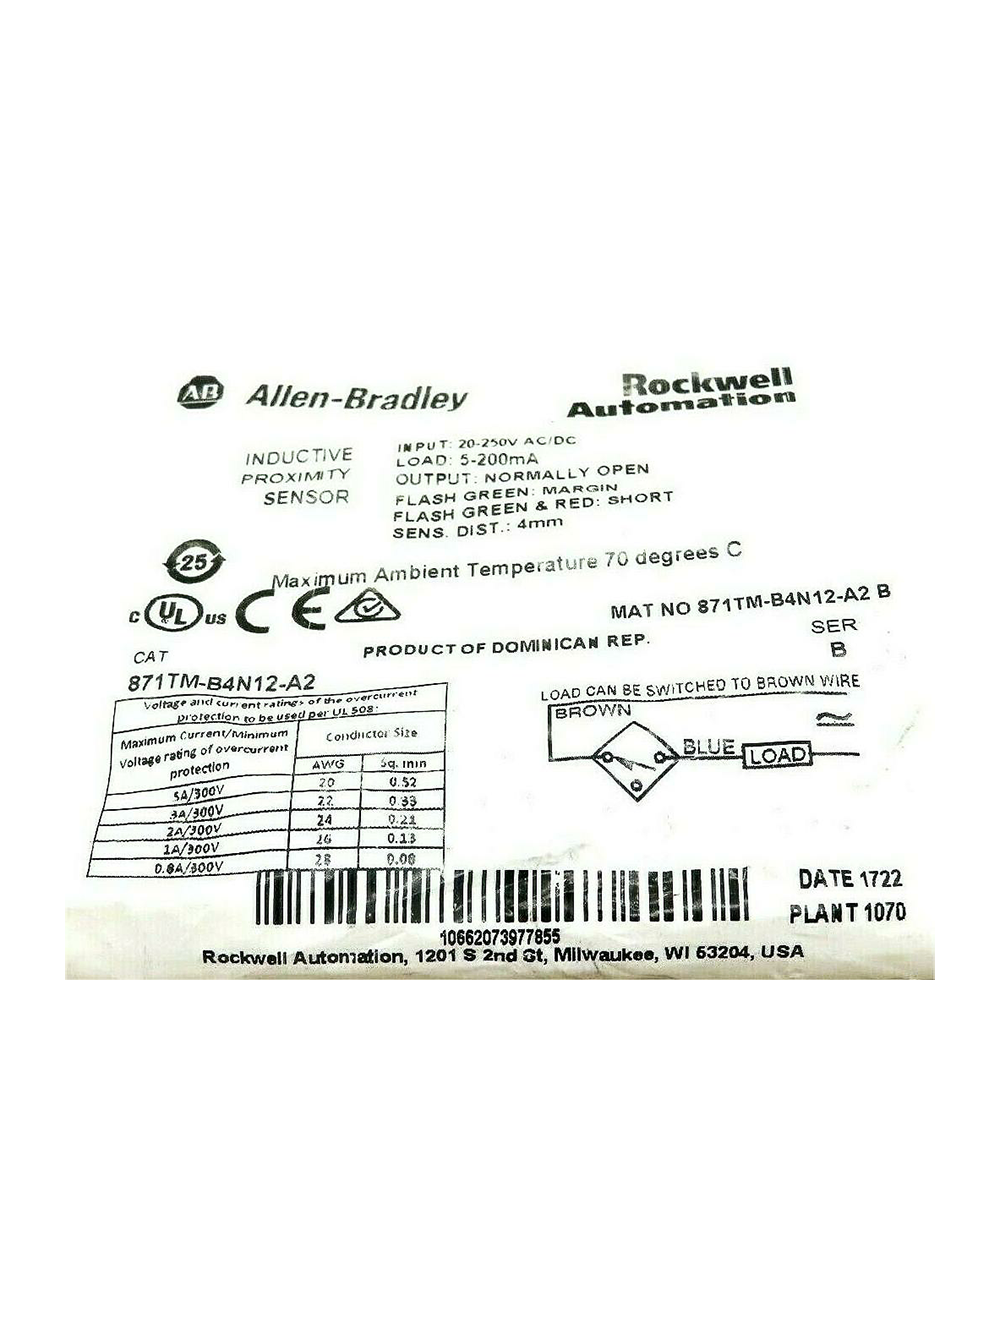 AB Allen-Bradley
Rockwell
Automation
INDUCTIVE
PROXIMITY
SENSOR
INPUT: 20-250V AC/DC
LOAD: 5-200mA
OUTPUT: NORMALLY OPEN
FLASH GREEN: MARGIN
FLASH GREEN & RED: SHORT
SENS. DIST.: 4mm
25
Maximum Ambient Temperature 70 degrees C
C UL US CE
MAT NO 871TM-B4N12-A2 B
PRODUCT OF DOMINICAN REP.
SER
B
CAT
871TM-B4N12-A2
Voltage and current ratings of the overcurrent
protection to be used per UL 508:
Maximum Current/Minimum
Voltage rating of overcurrent
protection
Conductor Size
AWG Sq. mm
5A/300V 20 0.52
3A/300V 22 0.33
2A/300V 24 0.21
1A/300V 26 0.13
0.8A/300V 28 0.08
LOAD CAN BE SWITCHED TO BROWN WIRE
BROWN
BLUE
LOAD
DATE 1722
PLANT 1070
10662073977855
Rockwell Automation, 1201 S 2nd St, Milwaukee, WI 53204, USA